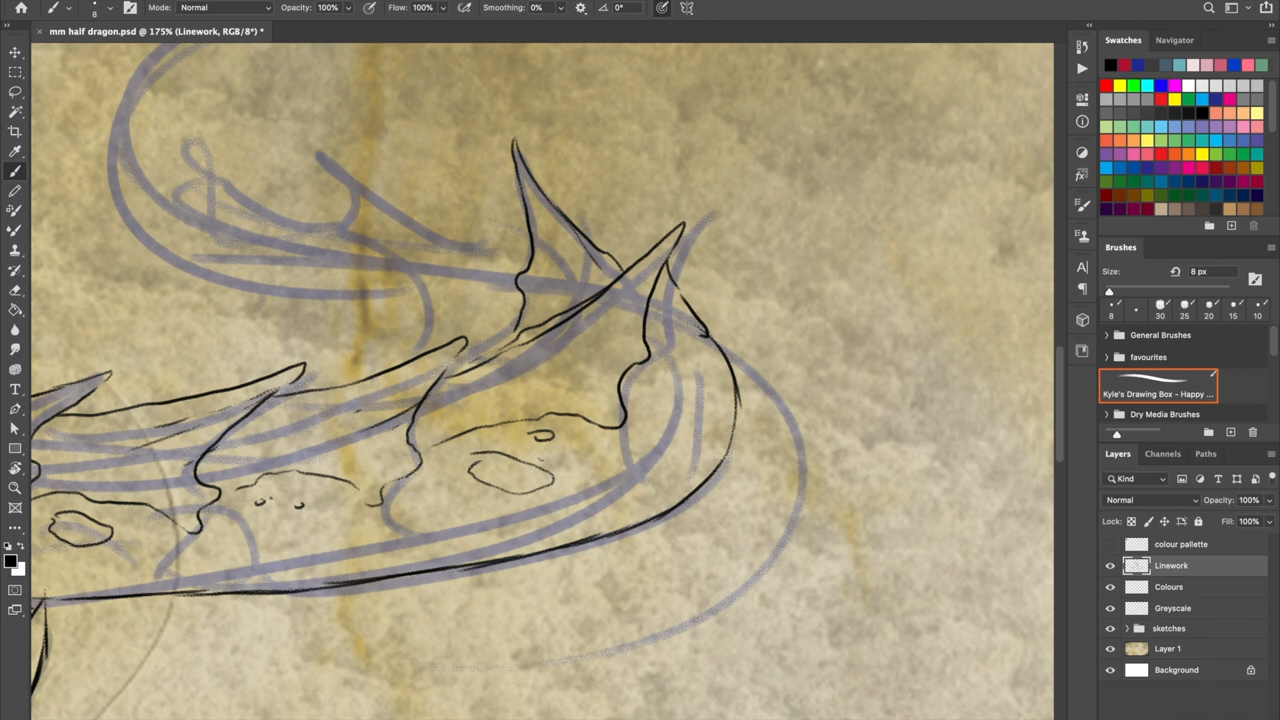 8
Mode: Normal
Opacity: 100%
Flow: 100%
Smoothing: 0%
0°
mm half dragon.psd @ 175% (Linework, RGB/8*) *
Swatches Navigator
Brushes
Size: 8 px
8 30 25 20 15 10
General Brushes
favourites
Kyle's Drawing Box - Happy ...
Dry Media Brushes
Layers Channels Paths
Kind
Normal Opacity: 100%
Lock: Fill: 100%
colour pallette
Linework
Colours
Greyscale
sketches
Layer 1
Background